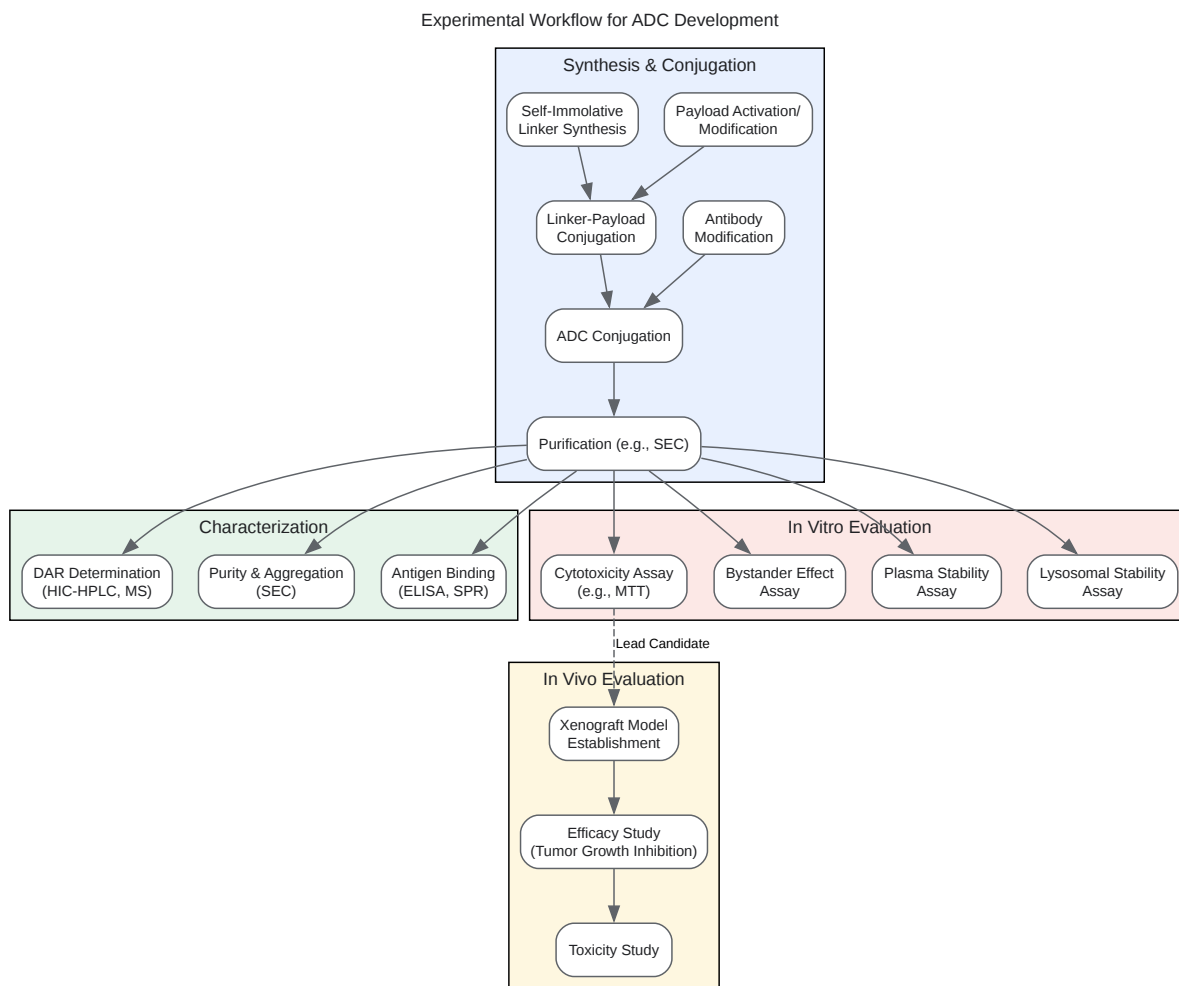 Experimental Workflow for ADC Development
Synthesis & Conjugation
Self-Immolative
Linker Synthesis
Payload Activation/
Modification
Linker-Payload
Conjugation
Antibody
Modification
ADC Conjugation
Purification (e.g., SEC)
Characterization
DAR Determination
(HIC-HPLC, MS)
Purity & Aggregation
(SEC)
Antigen Binding
(ELISA, SPR)
In Vitro Evaluation
Cytotoxicity Assay
(e.g., MTT)
Bystander Effect
Assay
Plasma Stability
Assay
Lysosomal Stability
Assay
Lead Candidate
In Vivo Evaluation
Xenograft Model
Establishment
Efficacy Study
(Tumor Growth Inhibition)
Toxicity Study